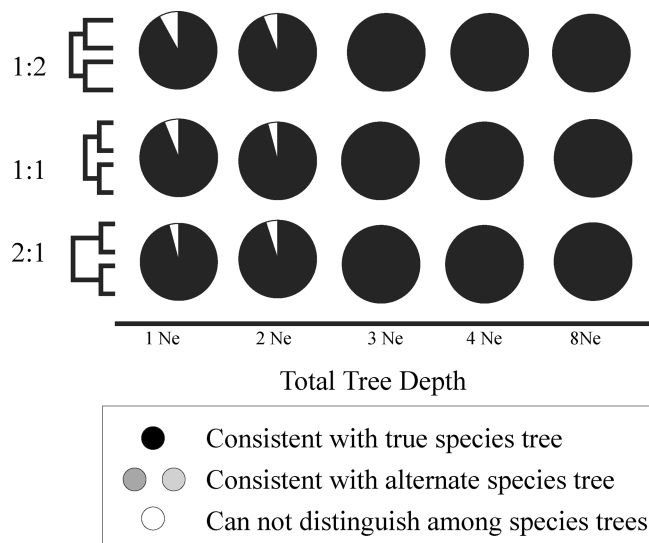 1:2
1:1
2:1
1 Ne 2 Ne 3 Ne 4 Ne 8Ne
Total Tree Depth
Consistent with true species tree
Consistent with alternate species tree
Can not distinguish among species trees